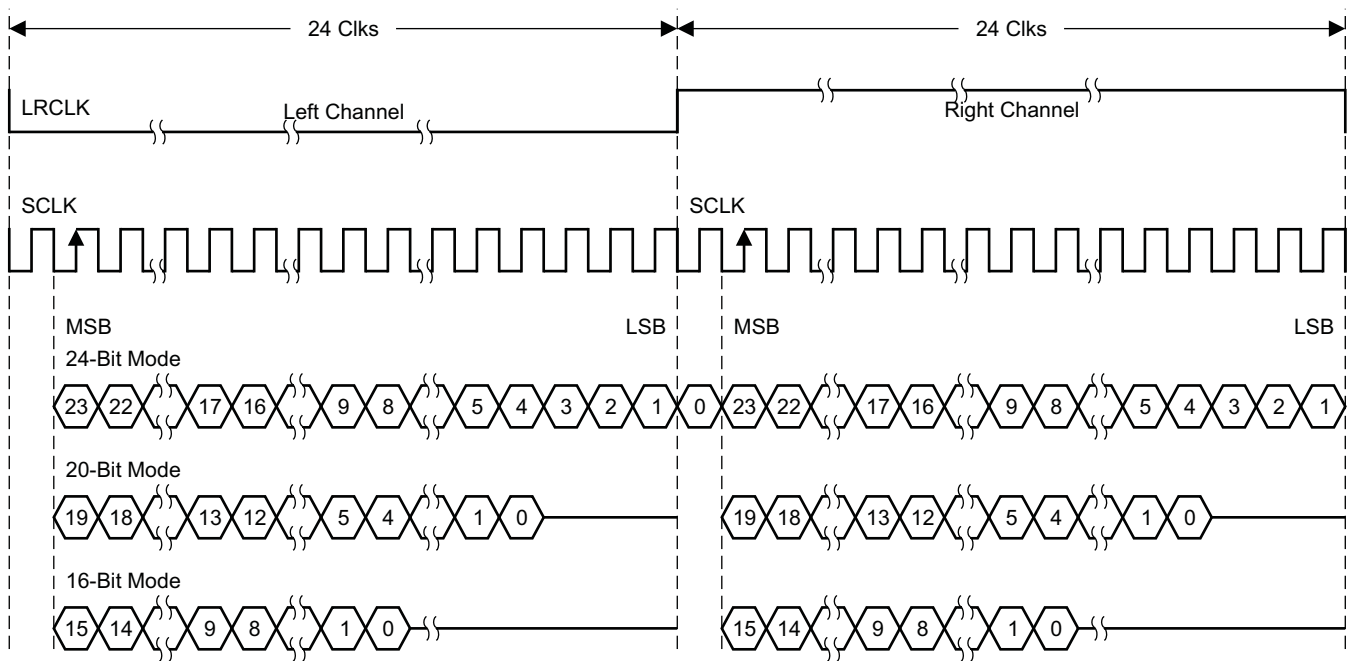 24 Clks 24 Clks
LRCLK Left Channel Right Channel
SCLK SCLK
MSB LSB MSB LSB
24-Bit Mode
23 22 17 16 9 8 5 4 3 2 1 0 23 22 17 16 9 8 5 4 3 2 1
20-Bit Mode
19 18 13 12 5 4 1 0 19 18 13 12 5 4 1 0
16-Bit Mode
15 14 9 8 1 0 15 14 9 8 1 0